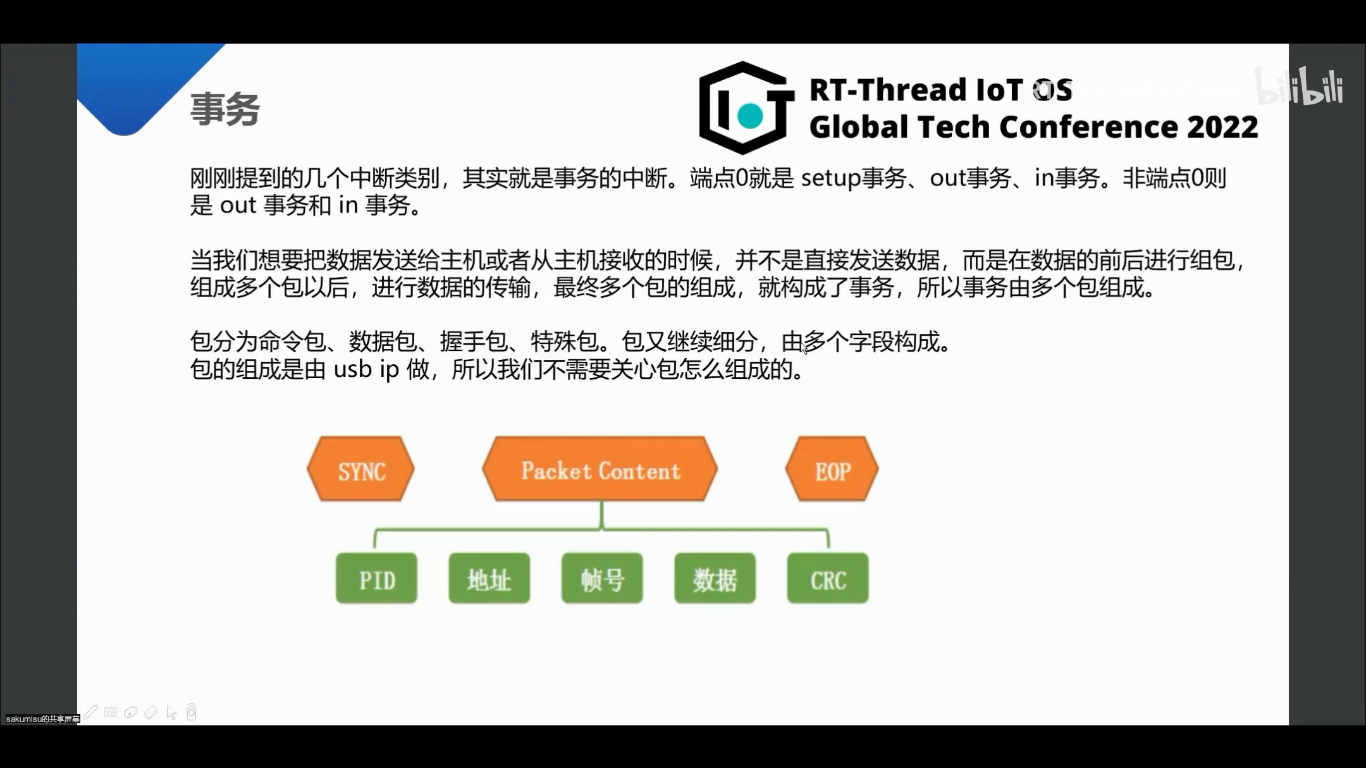 事务
RT-Thread IoT OS
Global Tech Conference 2022
bilibili
刚刚提到的几个中断类别，其实就是事务的中断。端点0就是 setup事务、out事务、in事务。非端点0则
是 out 事务和 in 事务。
当我们想要把数据发送给主机或者从主机接收的时候，并不是直接发送数据，而是在数据的前后进行组包，
组成多个包以后，进行数据的传输，最终多个包的组成，就构成了事务，所以事务由多个包组成。
包分为命令包、数据包、握手包、特殊包。包又继续细分，由多个字段构成。
包的组成是由 usb ip 做，所以我们不需要关心包怎么组成的。
SYNC
Packet Content
EOP
PID
地址
帧号
数据
CRC
sakumisu的共享屏幕